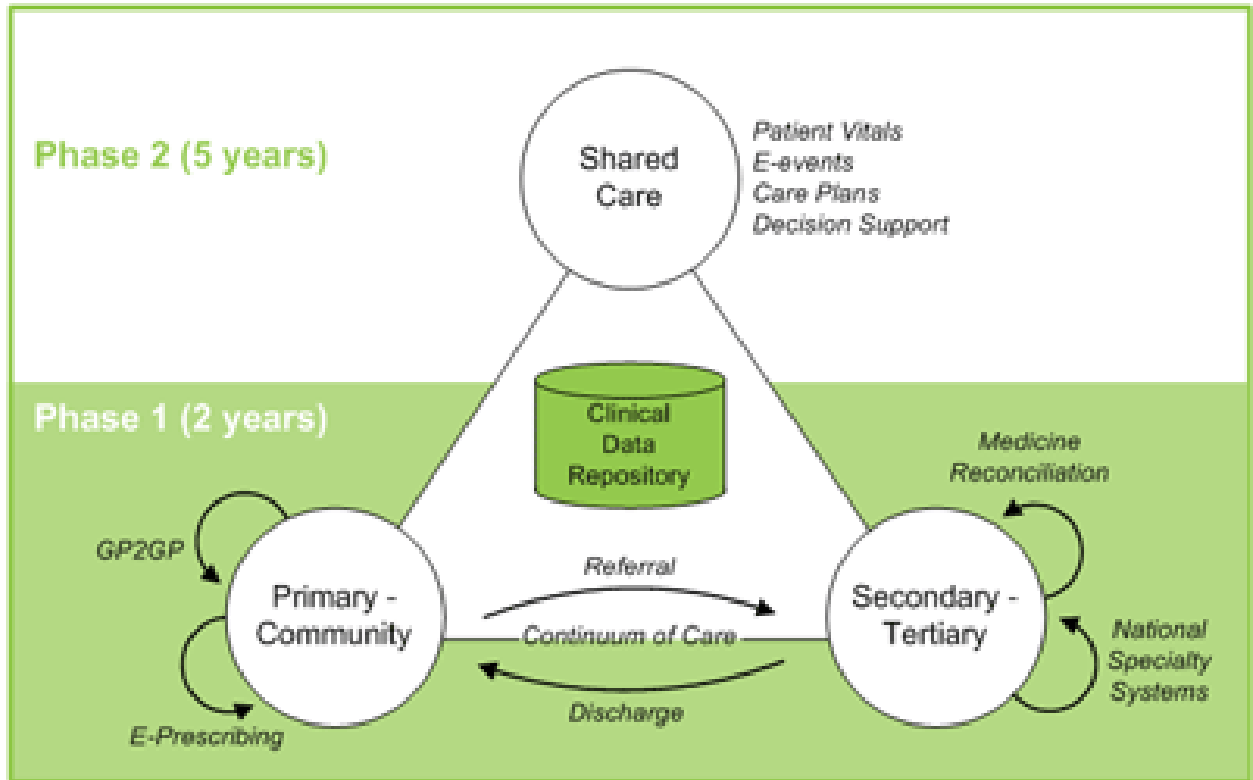 Phase 2 (5 years)
Shared
Care
Patient Vitals
E-events
Care Plans
Decision Support
Phase 1 (2 years)
Clinical
Data
Repository
Medicine
Reconciliation
GP2GP
Primary -
Community
E-Prescribing
Referral
Continuum of Care
Discharge
Secondary -
Tertiary
National
Specialty
Systems